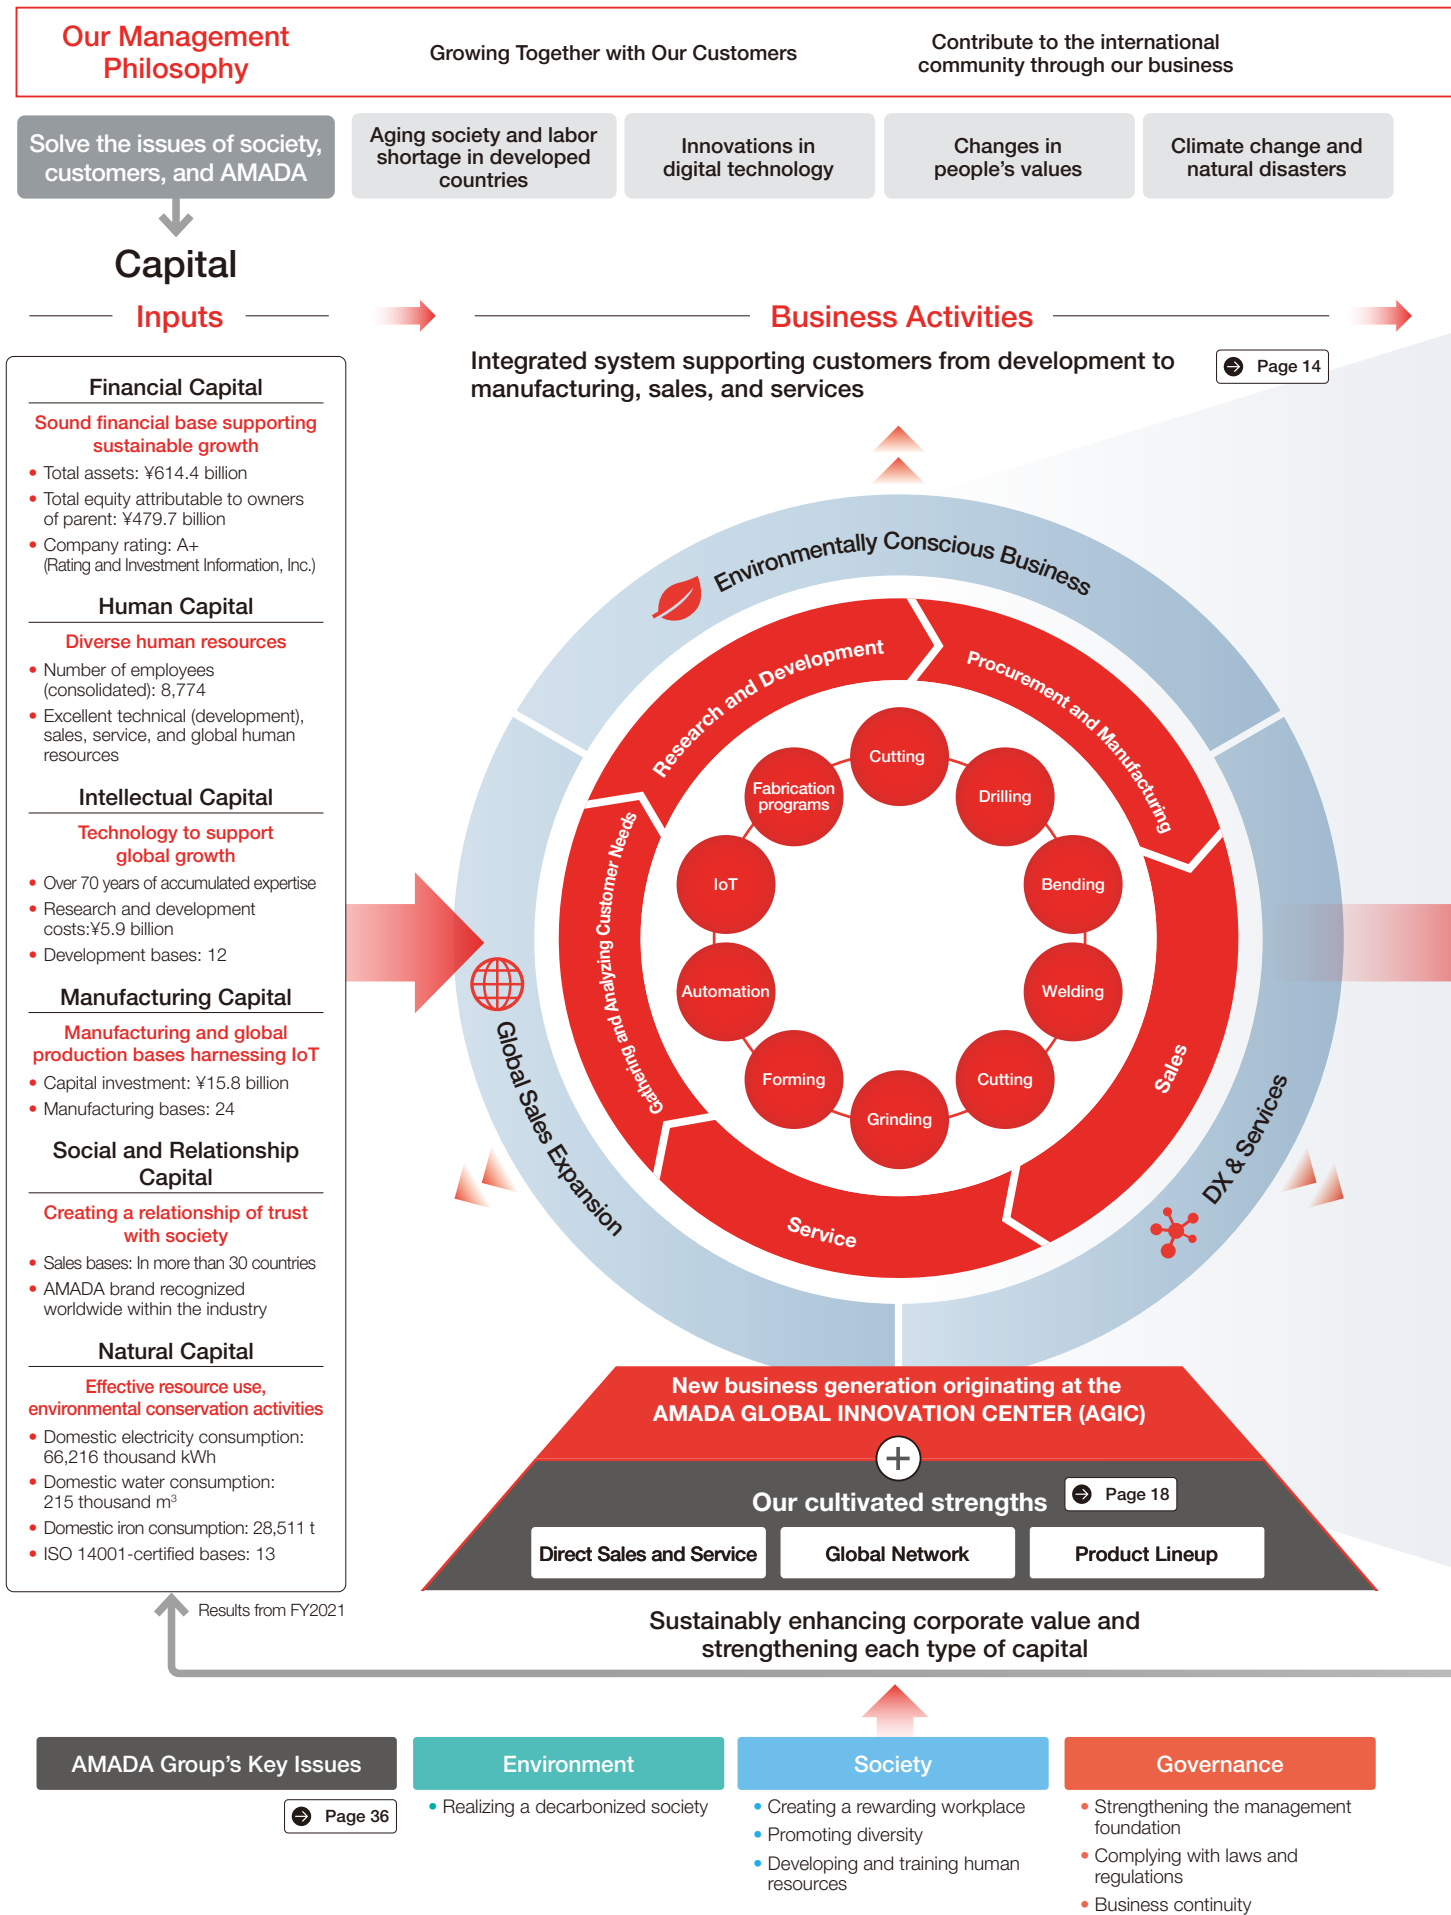 Our Management
Philosophy
Growing Together with Our Customers
Contribute to the international
community through our business
Solve the issues of society,
customers, and AMADA
Aging society and labor
shortage in developed
countries
Innovations in
digital technology
Changes in
people's values
Climate change and
natural disasters
Capital
Inputs
Financial Capital
Sound financial base supporting
sustainable growth
• Total assets: ¥614.4 billion
• Total equity attributable to owners
of parent: ¥479.7 billion
• Company rating: A+
(Rating and Investment Information, Inc.)
Human Capital
Diverse human resources
• Number of employees
(consolidated): 8,774
• Excellent technical (development),
sales, service, and global human
resources
Intellectual Capital
Technology to support
global growth
• Over 70 years of accumulated expertise
• Research and development
costs:¥5.9 billion
• Development bases: 12
Manufacturing Capital
Manufacturing and global
production bases harnessing IoT
• Capital investment: ¥15.8 billion
• Manufacturing bases: 24
Social and Relationship
Capital
Creating a relationship of trust
with society
• Sales bases: In more than 30 countries
• AMADA brand recognized
worldwide within the industry
Natural Capital
Effective resource use,
environmental conservation activities
• Domestic electricity consumption:
66,216 thousand kWh
• Domestic water consumption:
215 thousand m³
• Domestic iron consumption: 28,511 t
• ISO 14001-certified bases: 13
Results from FY2021
Business Activities
Integrated system supporting customers from development to
manufacturing, sales, and services
Page 14
Environmentally Conscious Business
DX & Services
Global Sales Expansion
Research and Development
Procurement and Manufacturing
Sales
Service
Gathering and Analyzing Customer Needs
Cutting
Drilling
Bending
Welding
Cutting
Grinding
Forming
Automation
IoT
Fabrication
programs
New business generation originating at the
AMADA GLOBAL INNOVATION CENTER (AGIC)
+
Our cultivated strengths
Page 18
Direct Sales and Service
Global Network
Product Lineup
Sustainably enhancing corporate value and
strengthening each type of capital
AMADA Group's Key Issues
Page 36
Environment
• Realizing a decarbonized society
Society
• Creating a rewarding workplace
• Promoting diversity
• Developing and training human
resources
Governance
• Strengthening the management
foundation
• Complying with laws and
regulations
• Business continuity